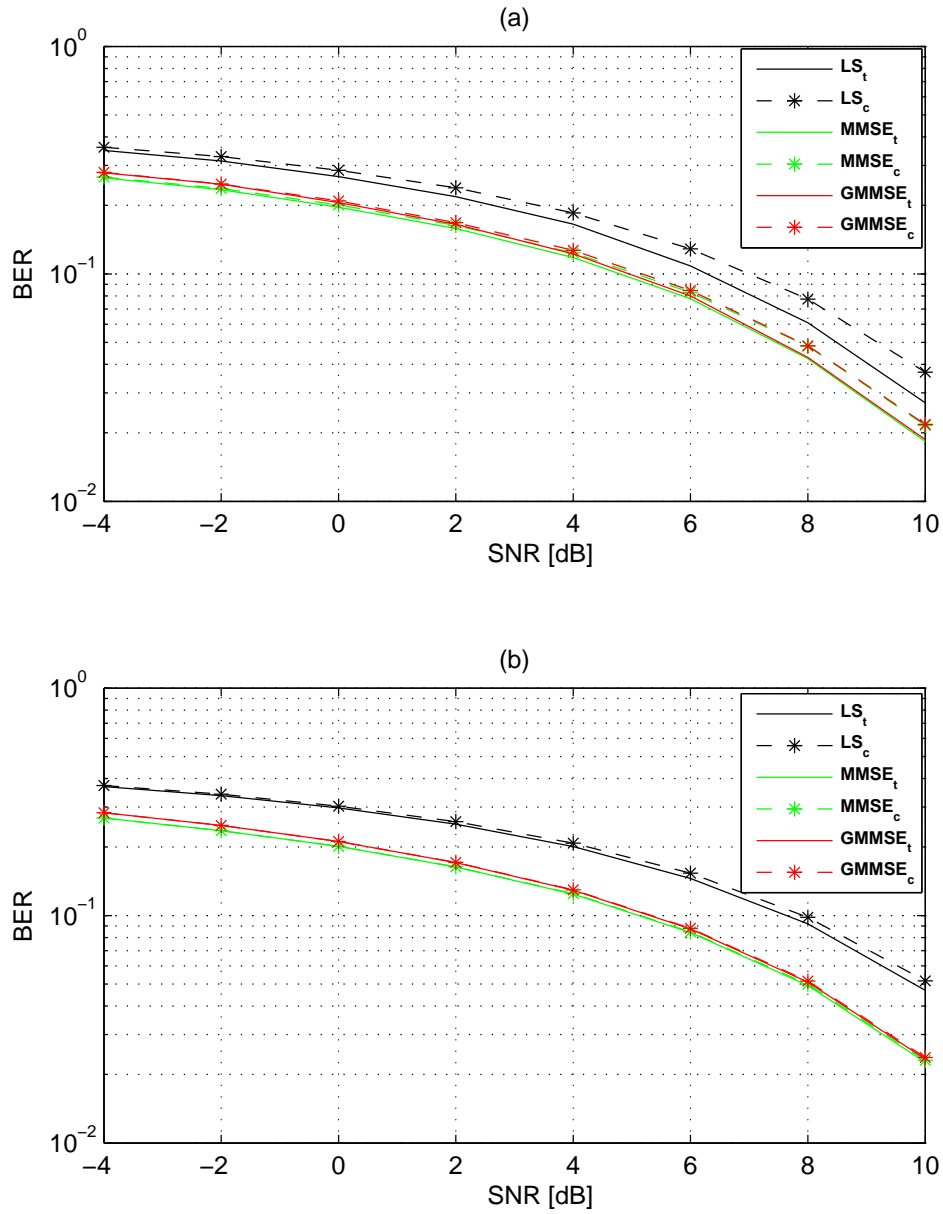 (a)
10^0
10^-1
10^-2
BER
LS_t
LS_c
MMSE_t
MMSE_c
GMMSE_t
GMMSE_c
−4 −2 0 2 4 6 8 10
SNR [dB]
(b)
10^0
10^-1
10^-2
BER
LS_t
LS_c
MMSE_t
MMSE_c
GMMSE_t
GMMSE_c
−4 −2 0 2 4 6 8 10
SNR [dB]